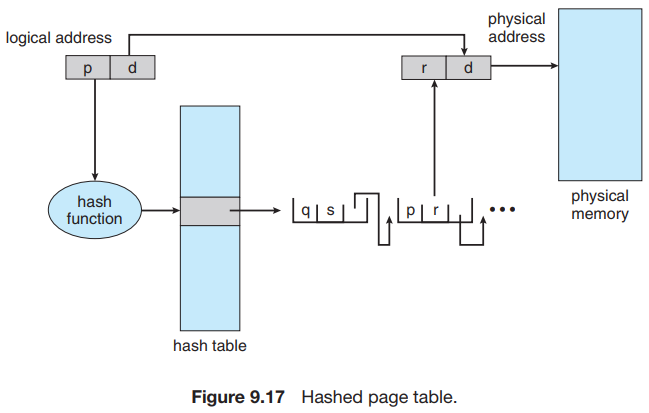 logical address
p d
physical
address
r d
hash
function
q s
p r
•••
physical
memory
hash table
Figure 9.17 Hashed page table.